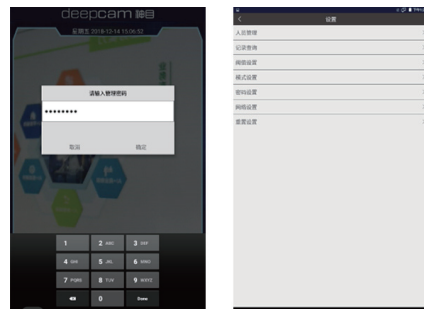 deepcam 神目
星期五 2018-12-14 15:06:52
请输入管理密码
********
取消 确定
1 2 ABC 3 DEF
4 GHI 5 JKL 6 MNO
7 PQRS 8 TUV 9 WXYZ
0 Done
设置
人员管理
记录查询
阈值设置
模式设置
密码设置
网络设置
重置设置